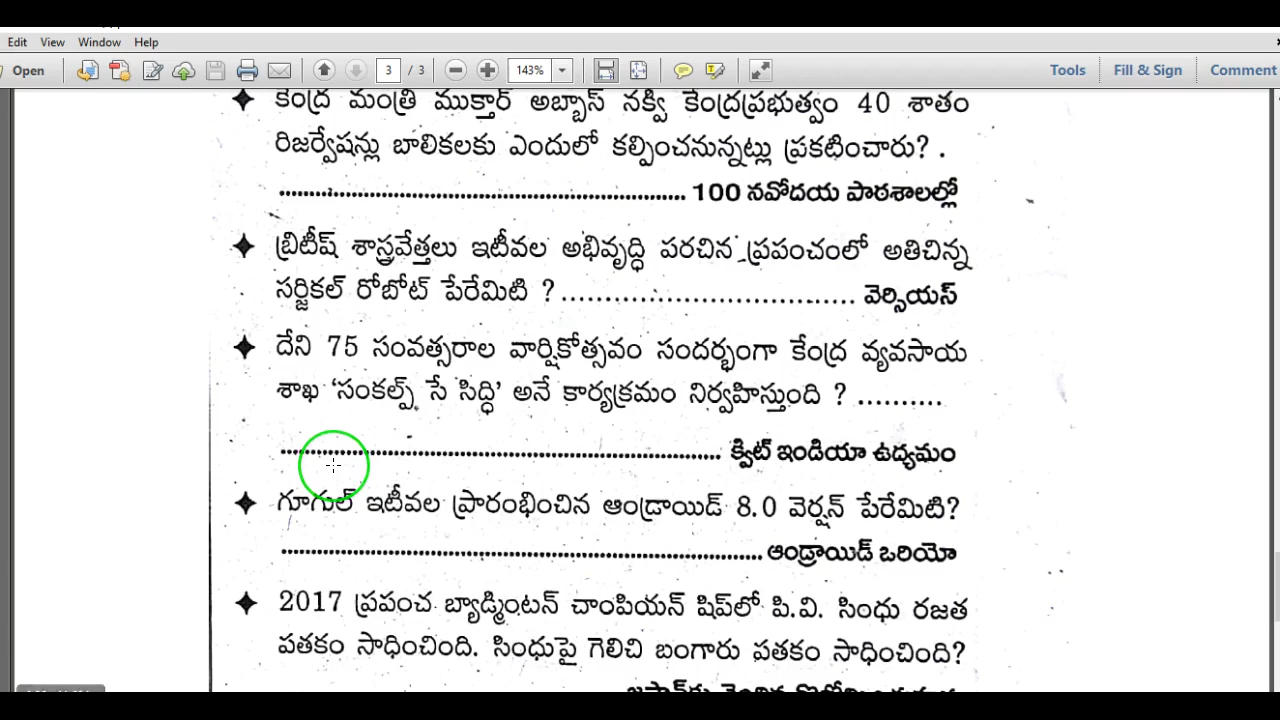 Edit View Window Help
Open 3 / 3 143% Tools Fill & Sign Comment
కేంద్ర మంత్రి ముక్తార్ అబ్బాస్ నక్వి కేంద్రప్రభుత్వం 40 శాతం
రిజర్వేషన్లు బాలికలకు ఎందులో కల్పించనున్నట్లు ప్రకటించారు? .
.................................................................... 100 నవోదయ పాఠశాలల్లో
బ్రిటీష్ శాస్త్రవేత్తలు ఇటీవల అభివృద్ధి పరచిన ప్రపంచంలో అతిచిన్న
సర్జికల్ రోబోట్ పేరేమిటి ?.................................. వెర్సియస్
దేని 75 సంవత్సరాల వార్షికోత్సవం సందర్భంగా కేంద్ర వ్యవసాయ
శాఖ 'సంకల్ప్ సే సిద్ధి' అనే కార్యక్రమం నిర్వహిస్తుంది ? ..........
.......................................................................... క్విట్ ఇండియా ఉద్యమం
గూగుల్ ఇటీవల ప్రారంభించిన ఆండ్రాయిడ్ 8.0 వెర్షన్ పేరేమిటి?
................................................................................. ఆండ్రాయిడ్ ఒరియో
2017 ప్రపంచ బ్యాడ్మింటన్ చాంపియన్ షిప్‌లో పి.వి. సింధు రజత
పతకం సాధించింది. సింధుపై గెలిచి బంగారు పతకం సాధించింది?